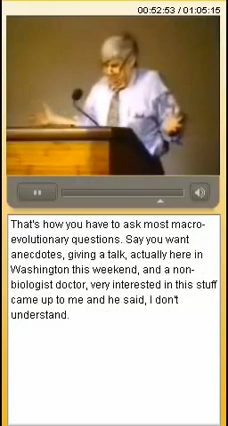 00:52:53 / 01:05:15
That's how you have to ask most macro-
evolutionary questions. Say you want
anecdotes, giving a talk, actually here in
Washington this weekend, and a non-
biologist doctor, very interested in this stuff
came up to me and he said, I don't
understand.